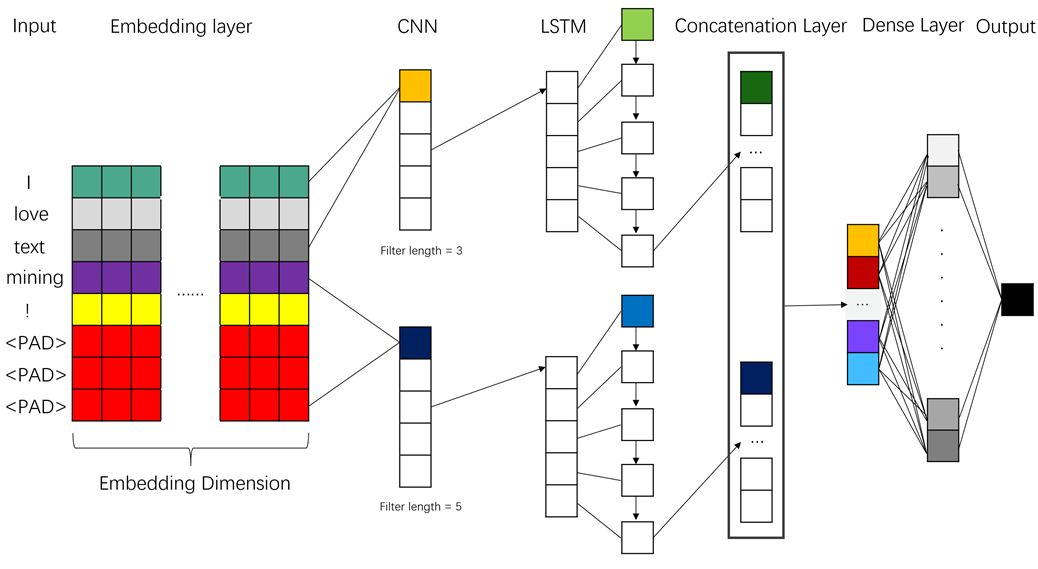 Input
Embedding layer
CNN
LSTM
Concatenation Layer
Dense Layer
Output
I
love
text
mining
!
<PAD>
<PAD>
<PAD>
......
Embedding Dimension
Filter length = 3
Filter length = 5
...
...
...